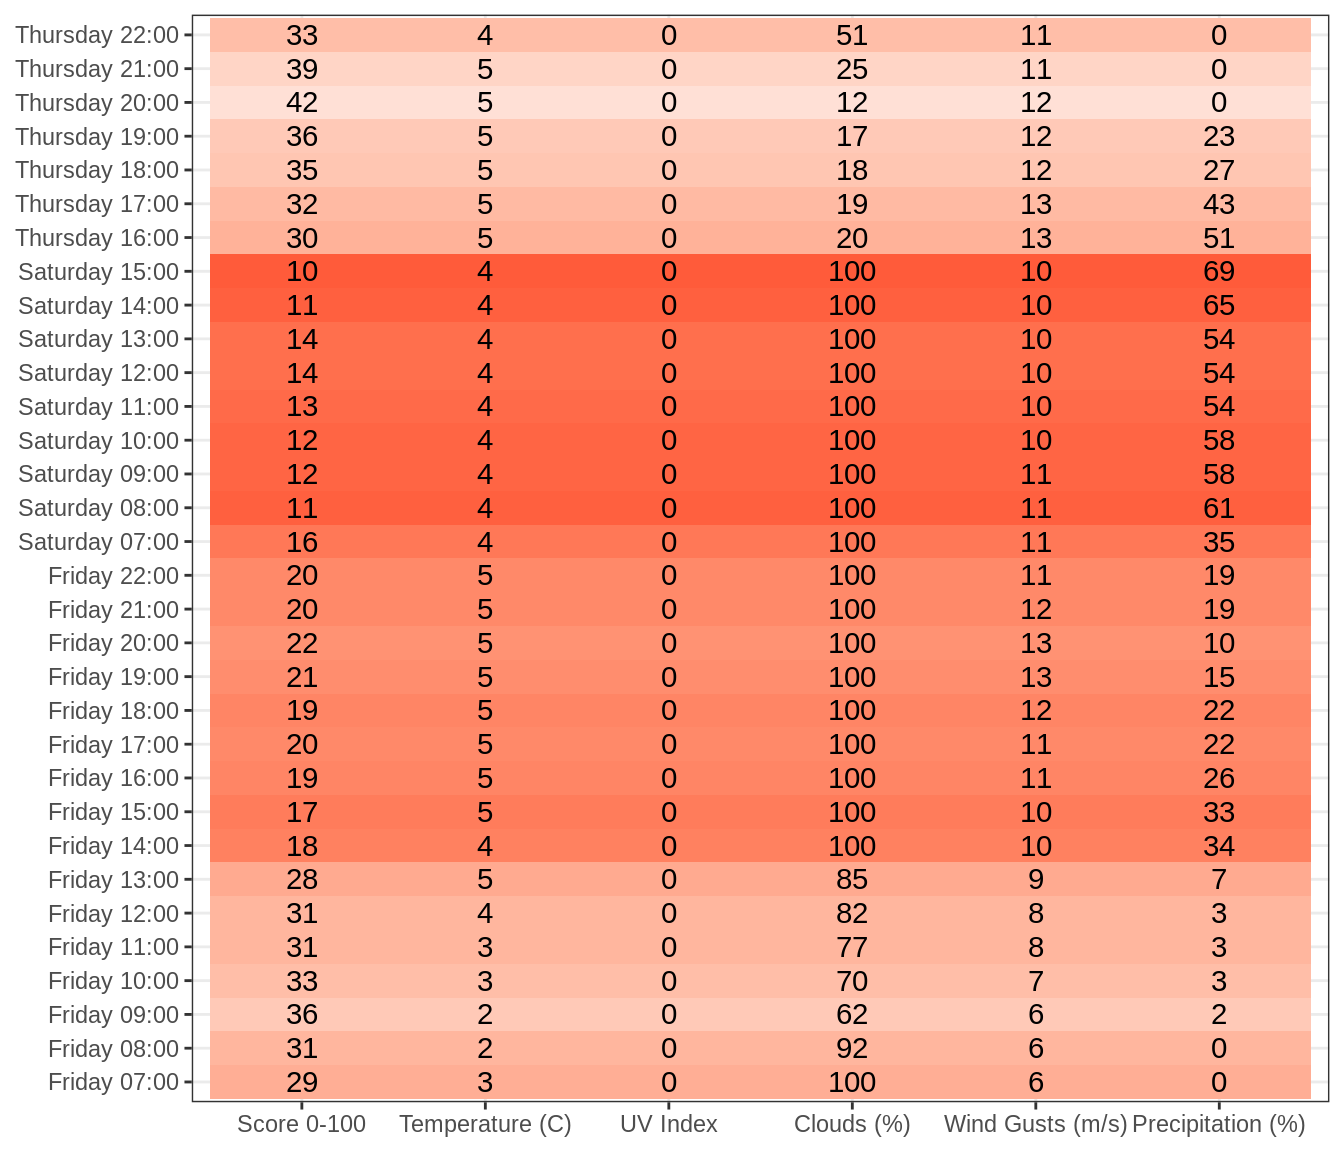 Thursday 22:00 33 4 0 51 11 0
Thursday 21:00 39 5 0 25 11 0
Thursday 20:00 42 5 0 12 12 0
Thursday 19:00 36 5 0 17 12 23
Thursday 18:00 35 5 0 18 12 27
Thursday 17:00 32 5 0 19 13 43
Thursday 16:00 30 5 0 20 13 51
Saturday 15:00 10 4 0 100 10 69
Saturday 14:00 11 4 0 100 10 65
Saturday 13:00 14 4 0 100 10 54
Saturday 12:00 14 4 0 100 10 54
Saturday 11:00 13 4 0 100 10 54
Saturday 10:00 12 4 0 100 10 58
Saturday 09:00 12 4 0 100 11 58
Saturday 08:00 11 4 0 100 11 61
Saturday 07:00 16 4 0 100 11 35
Friday 22:00 20 5 0 100 11 19
Friday 21:00 20 5 0 100 12 19
Friday 20:00 22 5 0 100 13 10
Friday 19:00 21 5 0 100 13 15
Friday 18:00 19 5 0 100 12 22
Friday 17:00 20 5 0 100 11 22
Friday 16:00 19 5 0 100 11 26
Friday 15:00 17 5 0 100 10 33
Friday 14:00 18 4 0 100 10 34
Friday 13:00 28 5 0 85 9 7
Friday 12:00 31 4 0 82 8 3
Friday 11:00 31 3 0 77 8 3
Friday 10:00 33 3 0 70 7 3
Friday 09:00 36 2 0 62 6 2
Friday 08:00 31 2 0 92 6 0
Friday 07:00 29 3 0 100 6 0
Score 0-100 Temperature (C) UV Index Clouds (%) Wind Gusts (m/s) Precipitation (%)